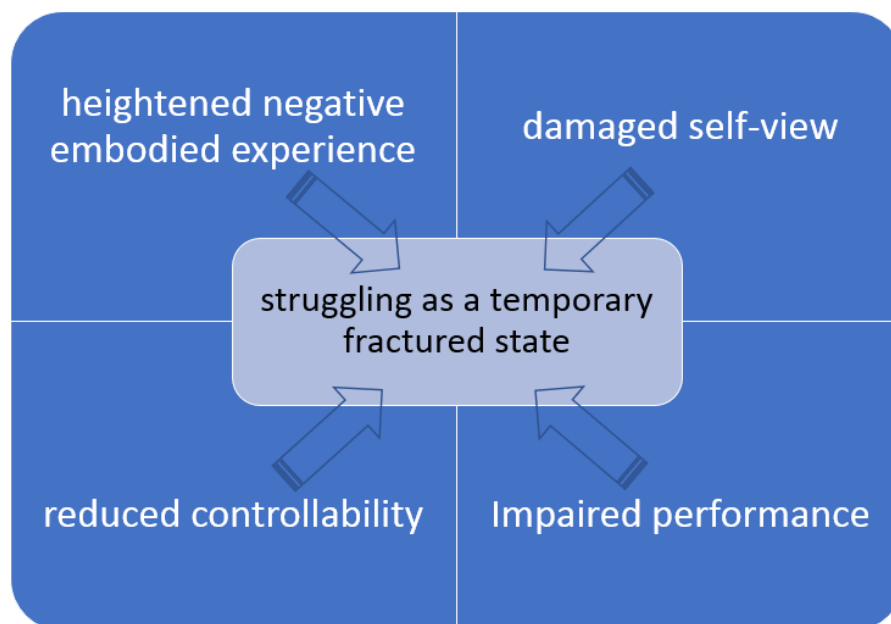 heightened negative
embodied experience
damaged self-view
struggling as a temporary
fractured state
reduced controllability
Impaired performance